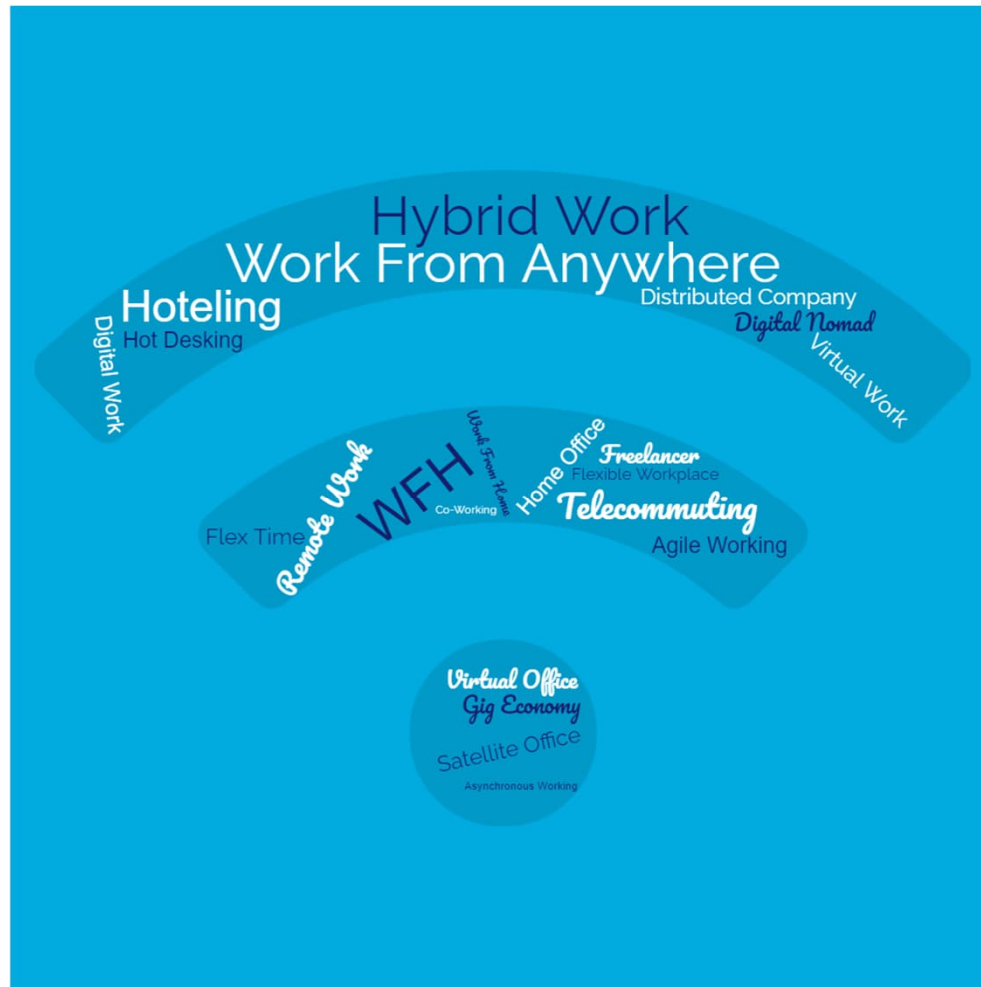 Hybrid Work
Work From Anywhere
Hoteling
Distributed Company
Hot Desking
Digital Nomad
Digital Work
Virtual Work
Work From Home
Home Office
Remote Work
WFH
Freelancer
Flexible Workplace
Co-Working
Telecommuting
Flex Time
Agile Working
Virtual Office
Gig Economy
Satellite Office
Asynchronous Working